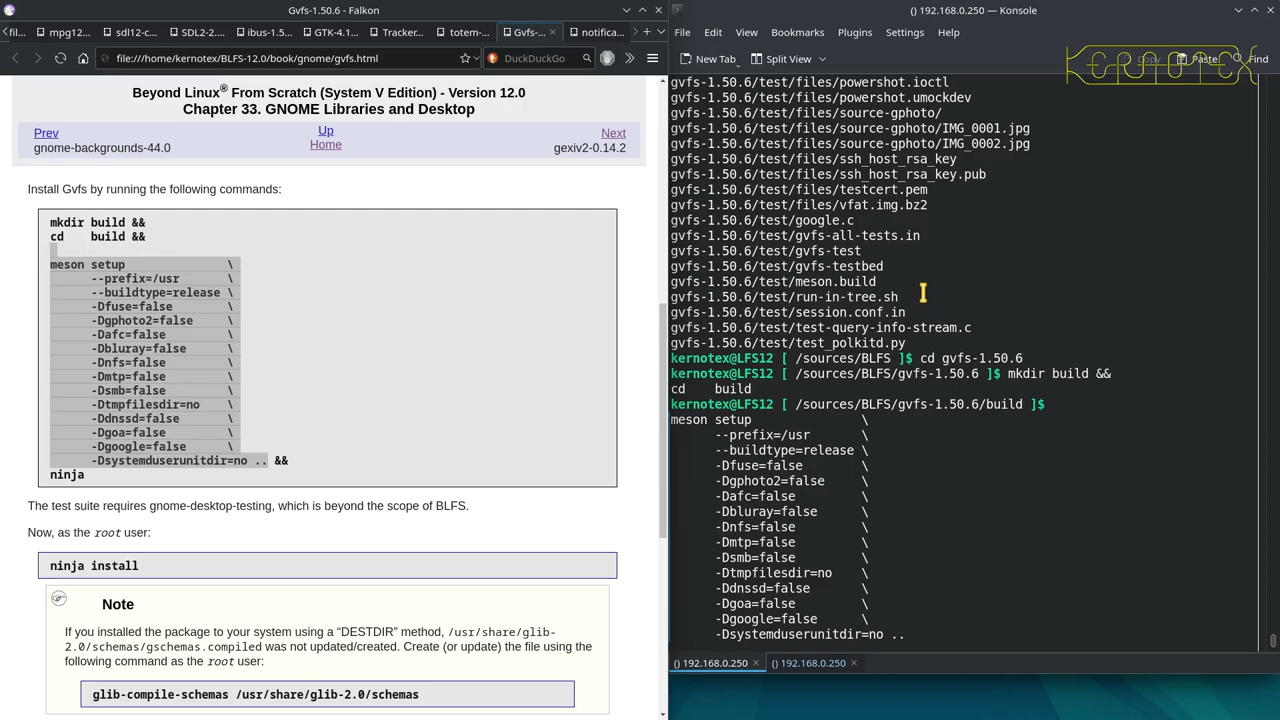 Gvfs-1.50.6 - Falkon
() 192.168.0.250 — Konsole
fil...
mpg12...
sdl12-c...
SDL2-2....
ibus-1.5...
GTK-4.1...
Tracker...
totem-...
Gvfs-...
notifica...
File
Edit
View
Bookmarks
Plugins
Settings
Help
file:///home/kernotex/BLFS-12.0/book/gnome/gvfs.html
DuckDuckGo
New Tab
Split View
Copy
Paste
Find
KERNOTEX
Beyond Linux® From Scratch (System V Edition) - Version 12.0
Chapter 33. GNOME Libraries and Desktop
Prev
Up
Next
gnome-backgrounds-44.0
Home
gexiv2-0.14.2
Install Gvfs by running the following commands:
mkdir build &&
cd    build &&
meson setup              \
      --prefix=/usr       \
      --buildtype=release \
      -Dfuse=false        \
      -Dgphoto2=false     \
      -Dafc=false         \
      -Dbluray=false      \
      -Dnfs=false         \
      -Dmtp=false         \
      -Dsmb=false         \
      -Dtmpfilesdir=no    \
      -Ddnssd=false       \
      -Dgoa=false         \
      -Dgoogle=false      \
      -Dsystemduserunitdir=no .. &&
ninja
The test suite requires gnome-desktop-testing, which is beyond the scope of BLFS.
Now, as the root user:
ninja install
Note
If you installed the package to your system using a “DESTDIR” method, /usr/share/glib-
2.0/schemas/gschemas.compiled was not updated/created. Create (or update) the file using the
following command as the root user:
glib-compile-schemas /usr/share/glib-2.0/schemas
gvfs-1.50.6/test/files/powershot.ioctl
gvfs-1.50.6/test/files/powershot.umockdev
gvfs-1.50.6/test/files/source-gphoto/
gvfs-1.50.6/test/files/source-gphoto/IMG_0001.jpg
gvfs-1.50.6/test/files/source-gphoto/IMG_0002.jpg
gvfs-1.50.6/test/files/ssh_host_rsa_key
gvfs-1.50.6/test/files/ssh_host_rsa_key.pub
gvfs-1.50.6/test/files/testcert.pem
gvfs-1.50.6/test/files/vfat.img.bz2
gvfs-1.50.6/test/google.c
gvfs-1.50.6/test/gvfs-all-tests.in
gvfs-1.50.6/test/gvfs-test
gvfs-1.50.6/test/gvfs-testbed
gvfs-1.50.6/test/meson.build
gvfs-1.50.6/test/run-in-tree.sh
gvfs-1.50.6/test/session.conf.in
gvfs-1.50.6/test/test-query-info-stream.c
gvfs-1.50.6/test/test_polkitd.py
kernotex@LFS12 [ /sources/BLFS ]$ cd gvfs-1.50.6
kernotex@LFS12 [ /sources/BLFS/gvfs-1.50.6 ]$ mkdir build &&
cd    build
kernotex@LFS12 [ /sources/BLFS/gvfs-1.50.6/build ]$
meson setup               \
      --prefix=/usr       \
      --buildtype=release \
      -Dfuse=false        \
      -Dgphoto2=false     \
      -Dafc=false         \
      -Dbluray=false      \
      -Dnfs=false         \
      -Dmtp=false         \
      -Dsmb=false         \
      -Dtmpfilesdir=no    \
      -Ddnssd=false       \
      -Dgoa=false         \
      -Dgoogle=false      \
      -Dsystemduserunitdir=no ..
() 192.168.0.250
() 192.168.0.250